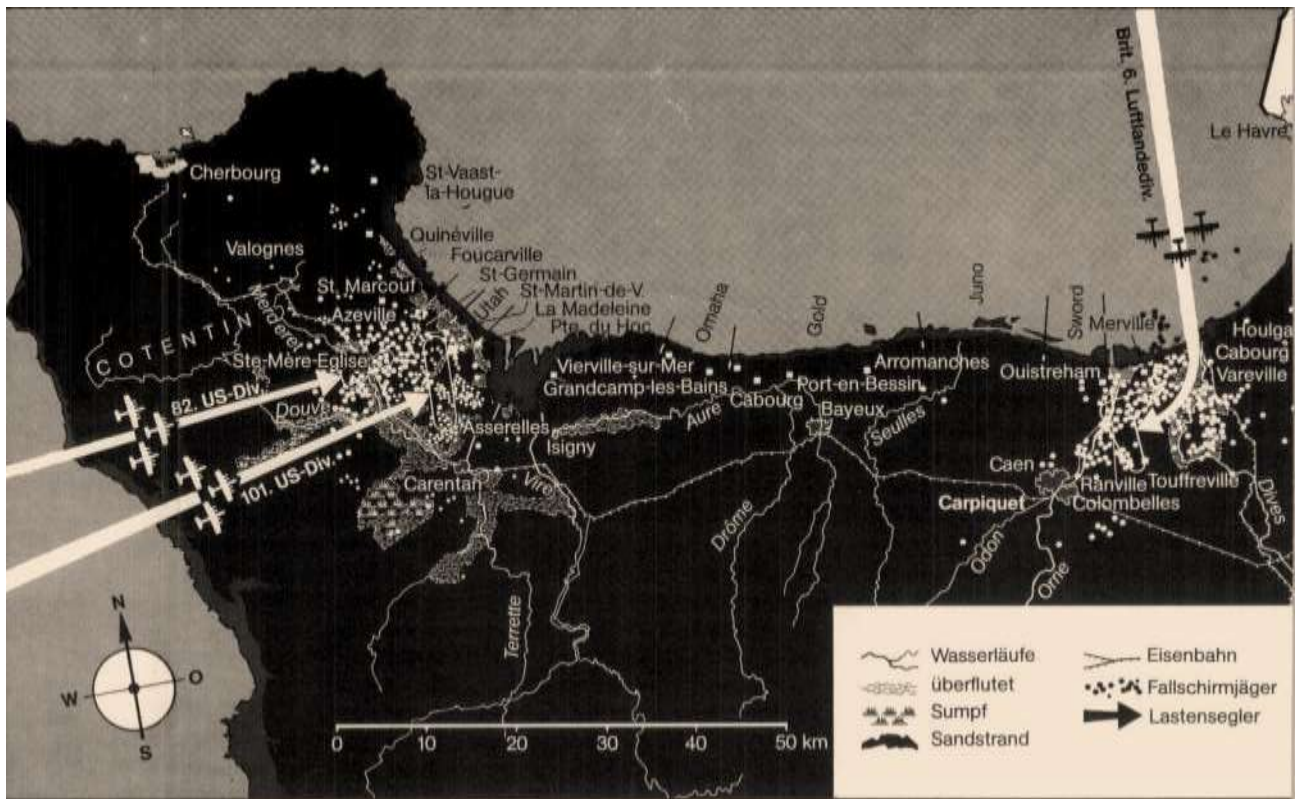 Brit. 6. Luftlandediv.
Le Havre
Cherbourg
St-Vaast-
la-Hougue
Quinéville
Valognes
Foucarville
St-Germain
St. Marcouf
Utah
St-Martin-de-V.
La Madeleine
Pte. du Hoc
Azeville
Merderet
COTENTIN
Ste-Mère-Eglise
Omaha
Gold
Juno
Sword
Merville
Houlga
Cabourg
Vareville
Vierville-sur-Mer
Grandcamp-les-Bains
Arromanches
Ouistreham
Port-en-Bessin
Cabourg
82. US-Div.
Douve
Aure
Bayeux
Seulles
Asserelles
Isigny
101. US-Div.
Carentan
Vire
Caen
Ranville
Touffreville
Carpiquet
Colombelles
Dives
Drôme
Odon
Orne
Terrette
N
W
O
S
0 10 20 30 40 50 km
Wasserläufe
überflutet
Sumpf
Sandstrand
Eisenbahn
Fallschirmjäger
Lastensegler